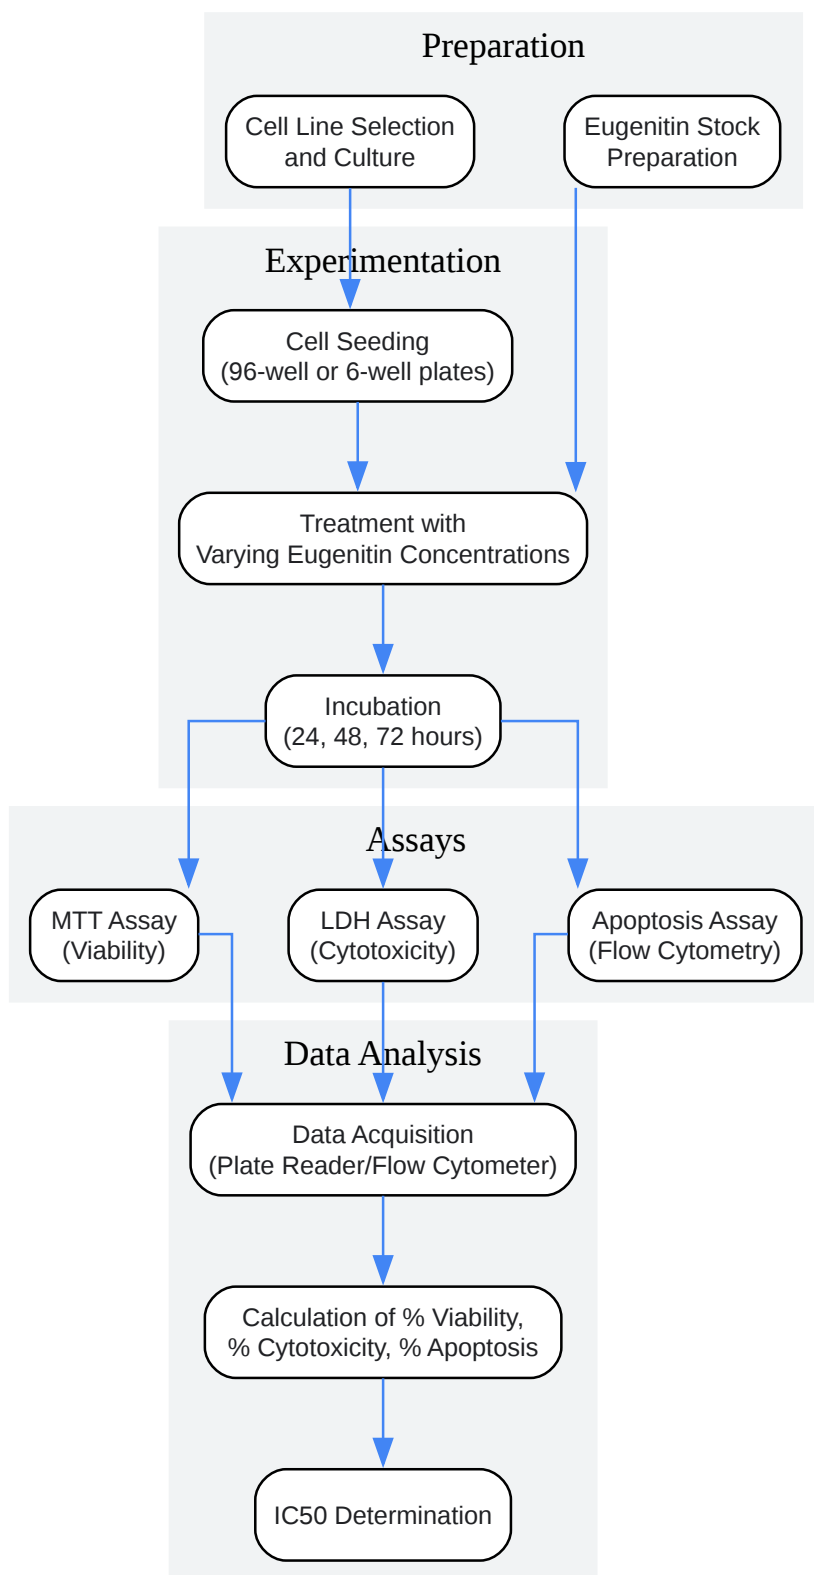 Preparation
Cell Line Selection
and Culture
Eugenitin Stock
Preparation
Experimentation
Cell Seeding
(96-well or 6-well plates)
Treatment with
Varying Eugenitin Concentrations
Incubation
(24, 48, 72 hours)
Assays
MTT Assay
(Viability)
LDH Assay
(Cytotoxicity)
Apoptosis Assay
(Flow Cytometry)
Data Analysis
Data Acquisition
(Plate Reader/Flow Cytometer)
Calculation of % Viability,
% Cytotoxicity, % Apoptosis
IC50 Determination